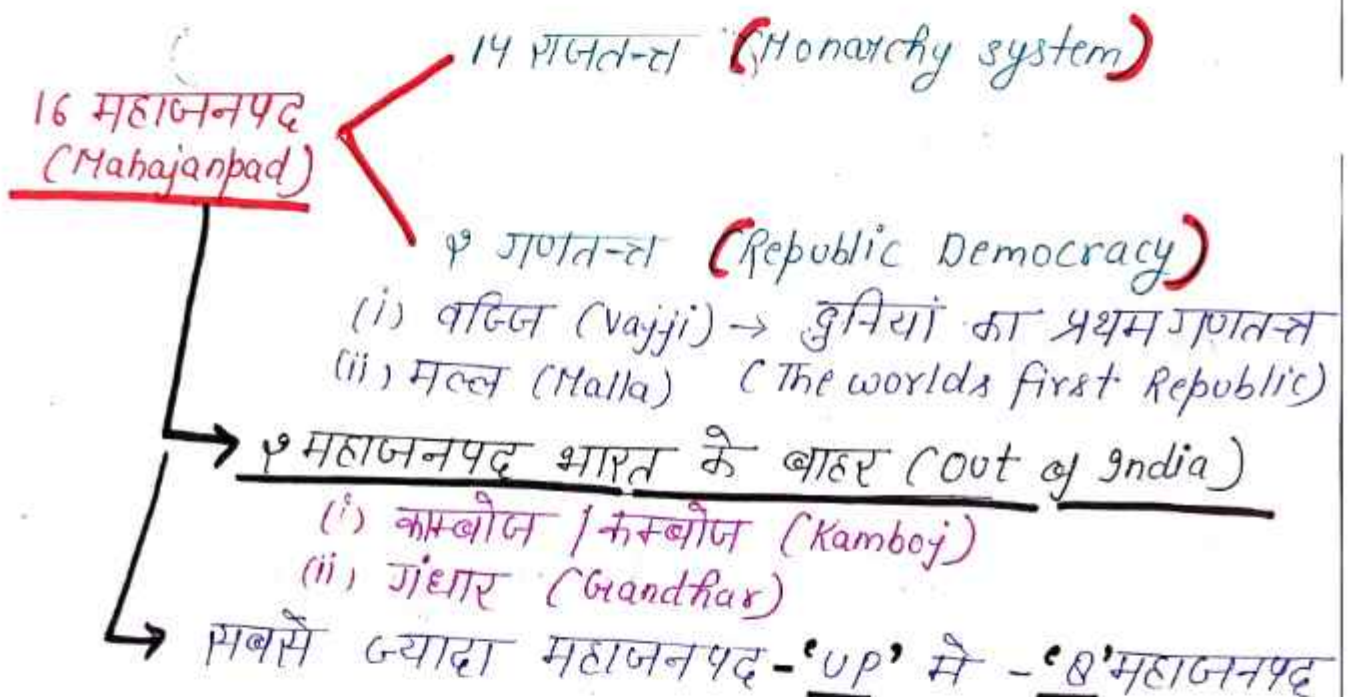 14 राजतन्त्र (Monarchy system)
16 महाजनपद
(Mahajanpad)
२ गणतन्त्र (Republic Democracy)
(i) वज्जि (Vajji) → दुनियां का प्रथम गणतन्त्र
(ii) मल्ल (Malla) (The worlds first Republic)
२ महाजनपद भारत के बाहर (out of India)
(i) काम्बोज / कम्बोज (Kamboj)
(ii) गंधार (Gandhar)
सबसे ज्यादा महाजनपद - 'UP' मे - '8' महाजनपद